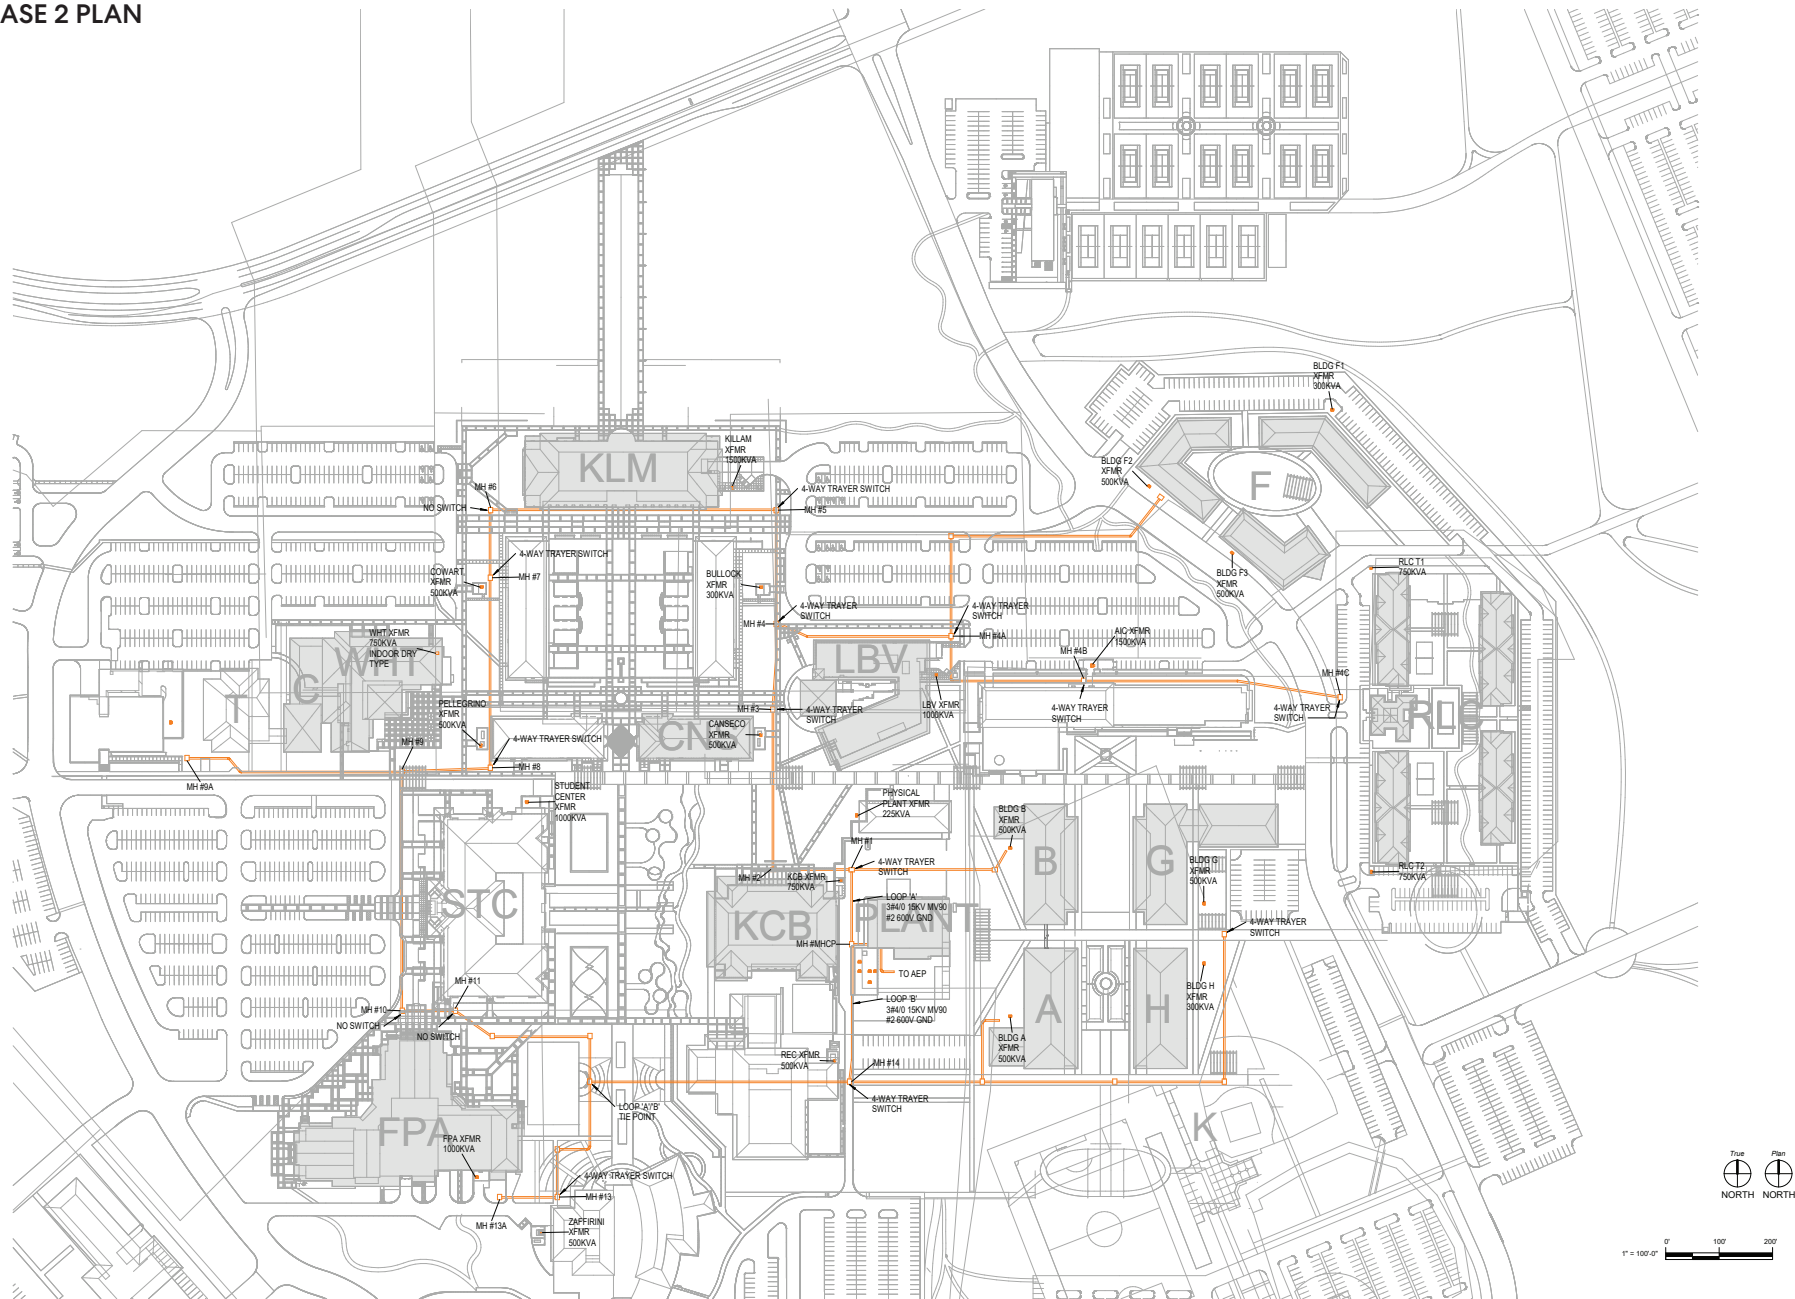 ASE 2 PLAN
BLDG F1
XFMR
300KVA
KILLAM
XFMR
1500KVA
KLM
BLDG F2
XFMR
500KVA
F
MH #6
4-WAY TRAYER SWITCH
NO SWITCH
MH #5
4-WAY TRAYER SWITCH
COWART
XFMR
500KVA
MH #7
BULLOCK
XFMR
300KVA
BLDG F3
XFMR
500KVA
RLC T1
750KVA
4-WAY TRAYER
SWITCH
MH #4
4-WAY TRAYER
SWITCH
MH #4A
AIC XFMR
1500KVA
WHT XFMR
750KVA
INDOOR DRY
TYPE
WHT
LBV
MH #4B
MH #4C
C
T
PELLEGRINO
XFMR
500KVA
MH #3
4-WAY TRAYER
SWITCH
LBV XFMR
1000KVA
4-WAY TRAYER
SWITCH
4-WAY TRAYER
SWITCH
RLC
CANSECO
XFMR
500KVA
CNS
MH #9
4-WAY TRAYER SWITCH
MH #8
MH #9A
STUDENT
CENTER
XFMR
1000KVA
PHYSICAL
PLANT XFMR
225KVA
BLDG B
XFMR
500KVA
MH #1
4-WAY TRAYER
SWITCH
B
G
BLDG G
XFMR
500KVA
RLC T2
750KVA
MH #2
KCB XFMR
750KVA
LOOP 'A'
3#4/0 15KV MV90
#2 600V GND
STC
KCB
PLANT
4-WAY TRAYER
SWITCH
MH #MHCP
TO AEP
MH #11
BLDG H
XFMR
300KVA
A
H
LOOP 'B'
3#4/0 15KV MV90
#2 600V GND
MH #10
NO SWITCH
NO SWITCH
BLDG A
XFMR
500KVA
REC XFMR
500KVA
MH #14
4-WAY TRAYER
SWITCH
LOOP 'A'/'B'
TIE POINT
K
FPA
FPA XFMR
1000KVA
4-WAY TRAYER SWITCH
MH #13
MH #13A
ZAFFIRINI
XFMR
500KVA
True
NORTH
Plan
NORTH
1" = 100'-0"
0'
100'
200'